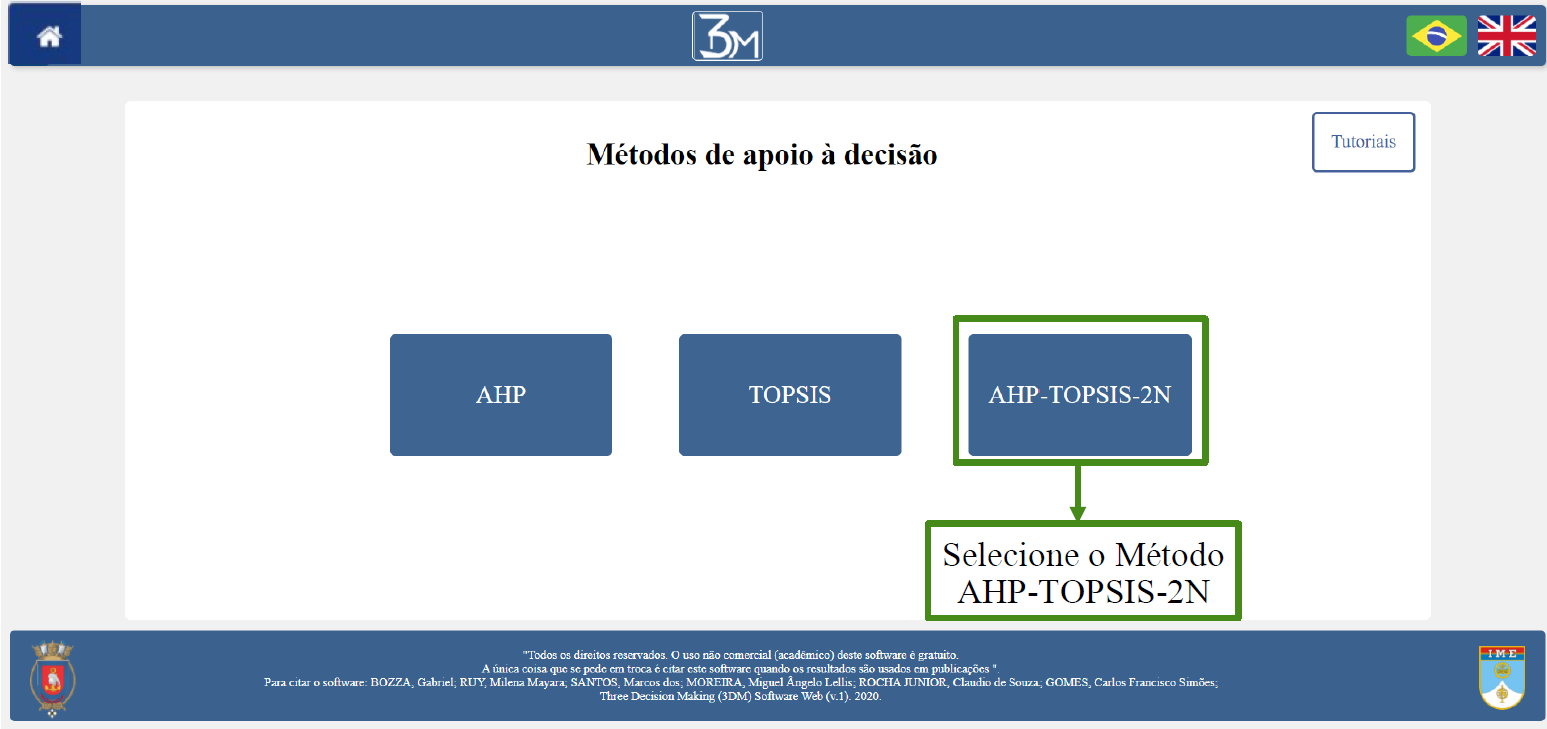 3DM
Métodos de apoio à decisão
Tutoriais
AHP
TOPSIS
AHP-TOPSIS-2N
Selecione o Método
AHP-TOPSIS-2N
"Todos os direitos reservados. O uso não comercial (acadêmico) deste software é gratuito.
A única coisa que se pede em troca é citar este software quando os resultados são usados em publicações ".
Para citar o software: BOZZA, Gabriel; RUY, Milena Mayara; SANTOS, Marcos dos; MOREIRA, Miguel Ângelo Lellis; ROCHA JUNIOR, Claudio de Souza; GOMES, Carlos Francisco Simões;
Three Decision Making (3DM) Software Web (v.1). 2020.
I M E